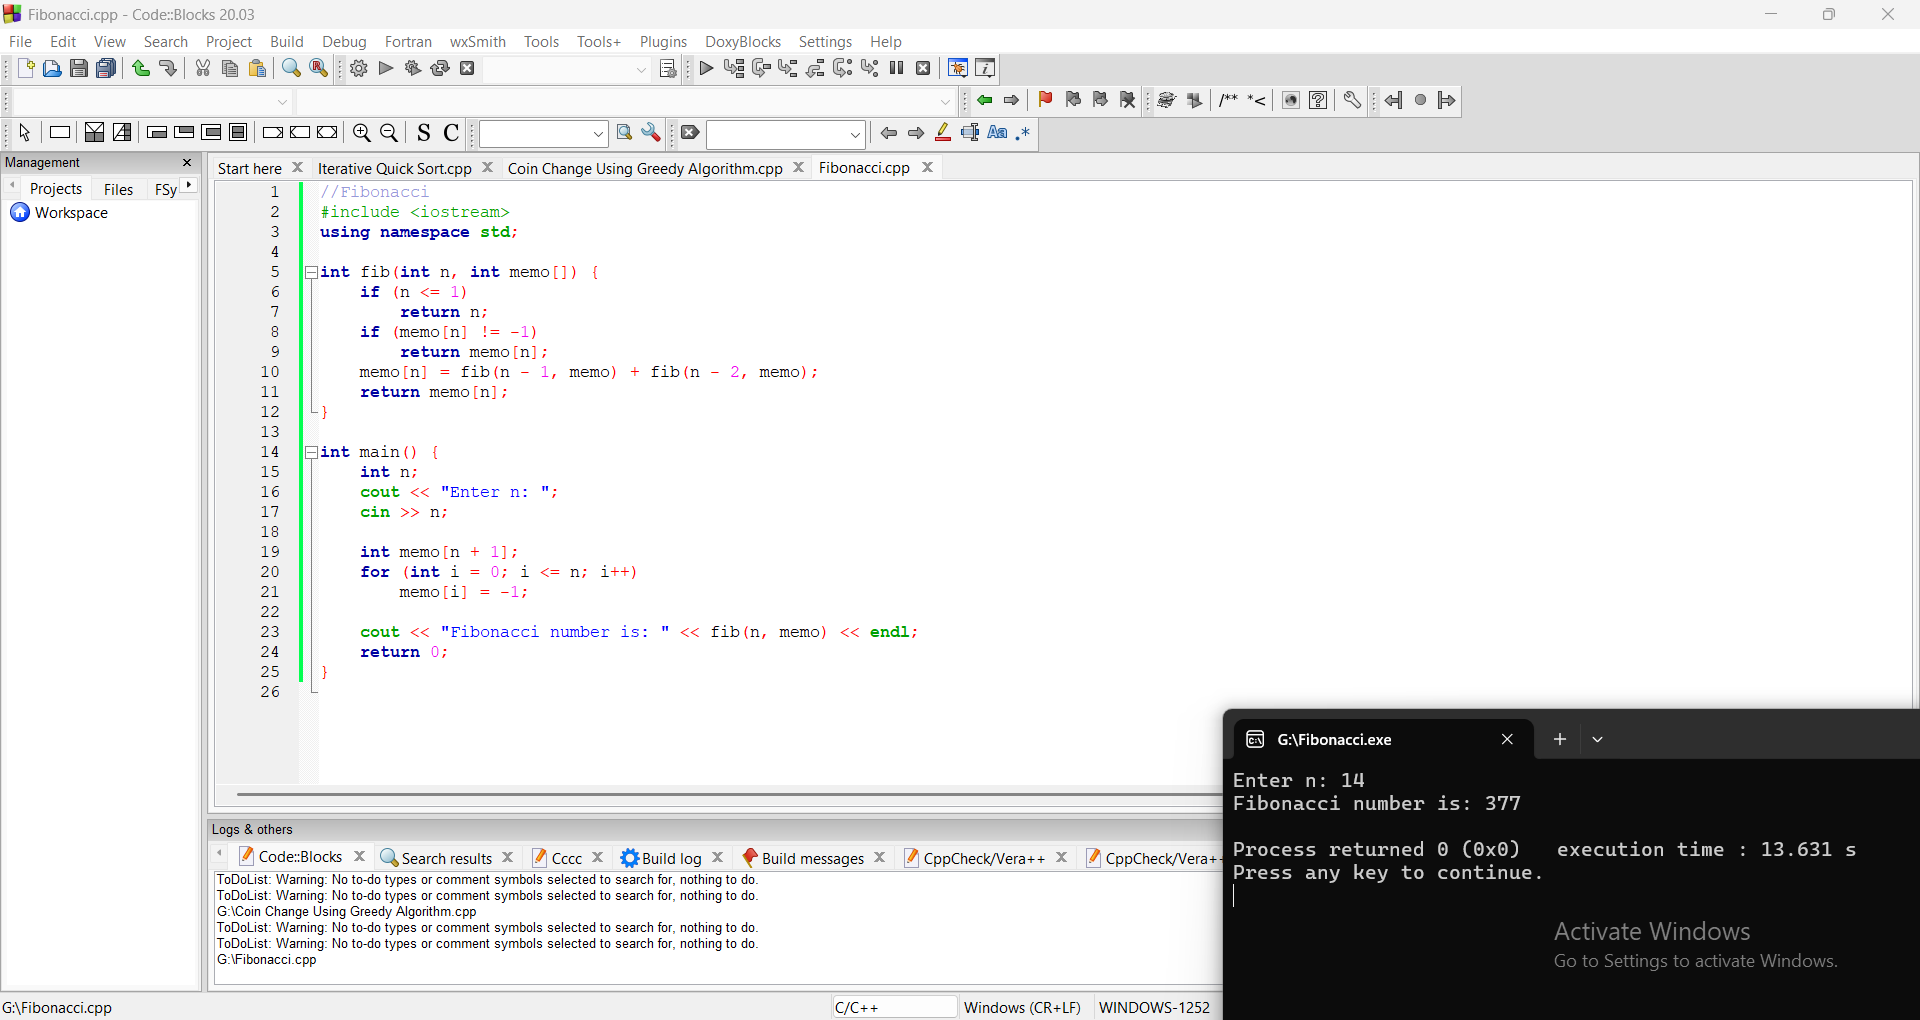 Fibonacci.cpp - Code::Blocks 20.03
File Edit View Search Project Build Debug Fortran wxSmith Tools Tools+ Plugins DoxyBlocks Settings Help
/** *<
S C
Aa .*
Management
Start here Iterative Quick Sort.cpp Coin Change Using Greedy Algorithm.cpp Fibonacci.cpp
Projects Files FSy
Workspace
1 //Fibonacci
2 #include <iostream>
3 using namespace std;
4
5 int fib(int n, int memo[]) {
6     if (n <= 1)
7         return n;
8     if (memo[n] != -1)
9         return memo[n];
10     memo[n] = fib(n - 1, memo) + fib(n - 2, memo);
11     return memo[n];
12 }
13
14 int main() {
15     int n;
16     cout << "Enter n: ";
17     cin >> n;
18
19     int memo[n + 1];
20     for (int i = 0; i <= n; i++)
21         memo[i] = -1;
22
23     cout << "Fibonacci number is: " << fib(n, memo) << endl;
24     return 0;
25 }
26
G:\Fibonacci.exe
Enter n: 14
Fibonacci number is: 377
Process returned 0 (0x0)   execution time : 13.631 s
Press any key to continue.
Activate Windows
Go to Settings to activate Windows.
Logs & others
Code::Blocks Search results Cccc Build log Build messages CppCheck/Vera++ CppCheck/Vera+
ToDoList: Warning: No to-do types or comment symbols selected to search for, nothing to do.
ToDoList: Warning: No to-do types or comment symbols selected to search for, nothing to do.
G:\Coin Change Using Greedy Algorithm.cpp
ToDoList: Warning: No to-do types or comment symbols selected to search for, nothing to do.
ToDoList: Warning: No to-do types or comment symbols selected to search for, nothing to do.
G:\Fibonacci.cpp
G:\Fibonacci.cpp C/C++ Windows (CR+LF) WINDOWS-1252